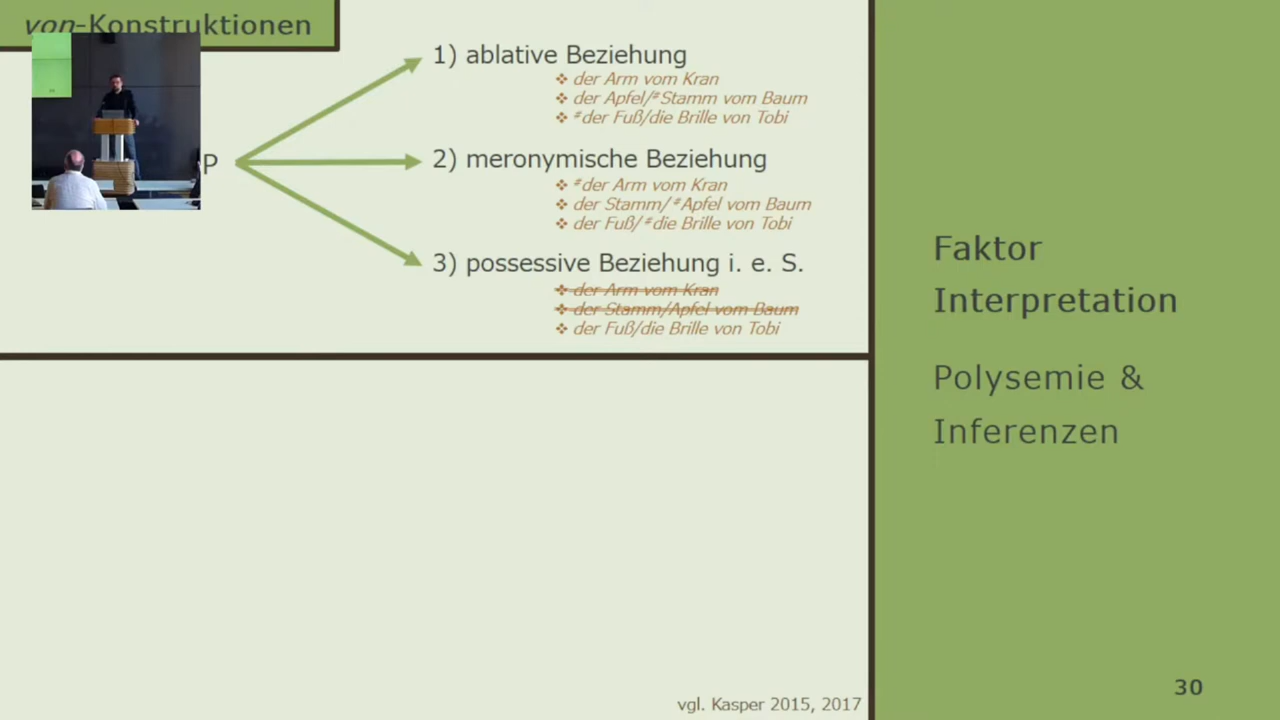 von-Konstruktionen
P
1) ablative Beziehung
❖ der Arm vom Kran
❖ der Apfel/#Stamm vom Baum
❖ #der Fuß/die Brille von Tobi
2) meronymische Beziehung
❖ #der Arm vom Kran
❖ der Stamm/#Apfel vom Baum
❖ der Fuß/#die Brille von Tobi
3) possessive Beziehung i. e. S.
❖ der Arm vom Kran
❖ der Stamm/Apfel vom Baum
❖ der Fuß/die Brille von Tobi
vgl. Kasper 2015, 2017
Faktor
Interpretation
Polysemie &
Inferenzen
30